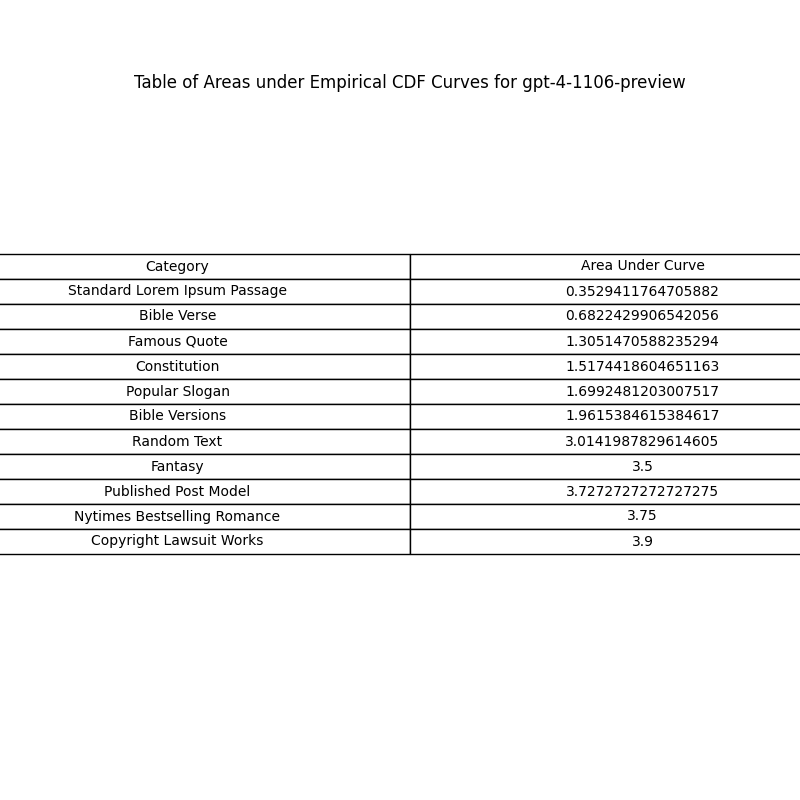 Table of Areas under Empirical CDF Curves for gpt-4-1106-preview
Category Area Under Curve
Standard Lorem Ipsum Passage 0.3529411764705882
Bible Verse 0.6822429906542056
Famous Quote 1.3051470588235294
Constitution 1.5174418604651163
Popular Slogan 1.6992481203007517
Bible Versions 1.9615384615384617
Random Text 3.0141987829614605
Fantasy 3.5
Published Post Model 3.7272727272727275
Nytimes Bestselling Romance 3.75
Copyright Lawsuit Works 3.9